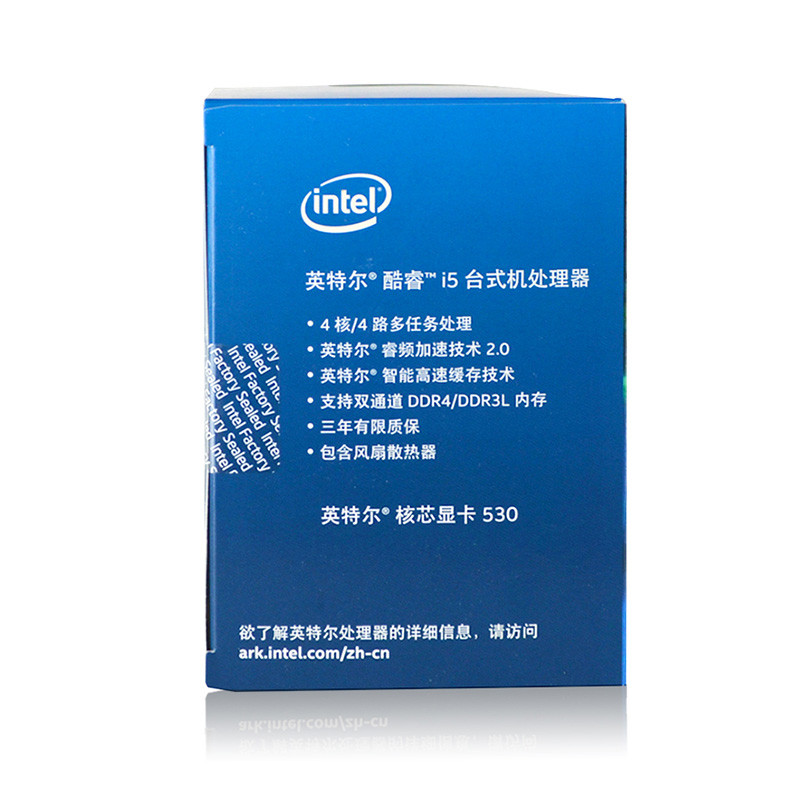 intel®
英特尔® 酷睿™ i5 台式机处理器
• 4 核/4 路多任务处理
• 英特尔® 睿频加速技术 2.0
• 英特尔® 智能高速缓存技术
• 支持双通道 DDR4/DDR3L 内存
• 三年有限质保
• 包含风扇散热器
英特尔® 核芯显卡 530
Intel Factory Sealed
欲了解英特尔处理器的详细信息，请访问
ark.intel.com/zh-cn